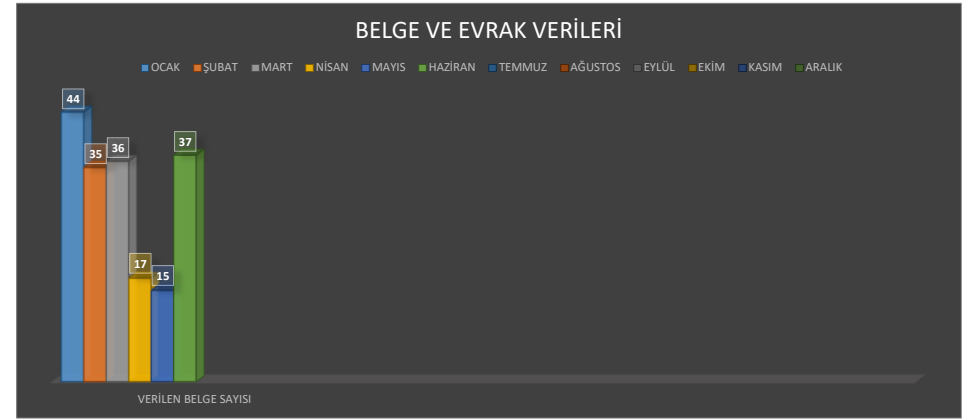 BELGE VE EVRAK VERİLERİ
OCAK ŞUBAT MART NİSAN MAYIS HAZİRAN TEMMUZ AĞUSTOS EYLÜL EKİM KASIM ARALIK
44
35
36
17
15
37
VERİLEN BELGE SAYISI